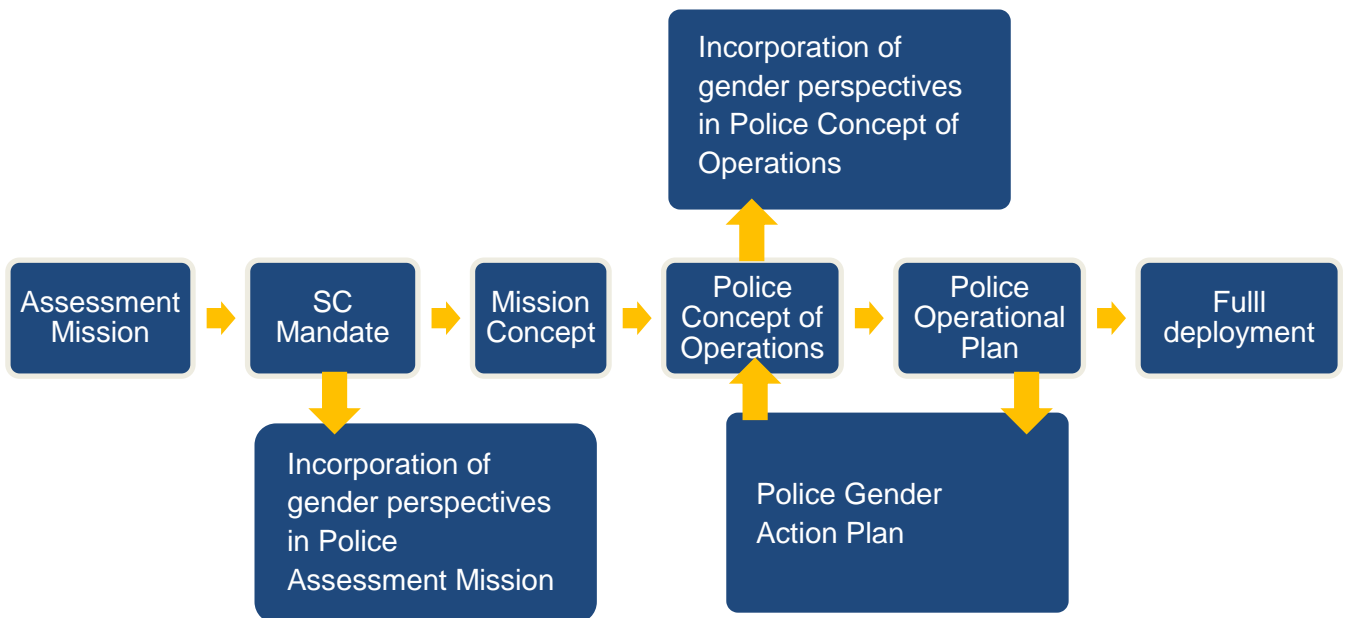 Incorporation of
gender perspectives
in Police Concept of
Operations
Assessment
Mission
SC
Mandate
Mission
Concept
Police
Concept of
Operations
Police
Operational
Plan
Fulll
deployment
Incorporation of
gender perspectives
in Police
Assessment Mission
Police Gender
Action Plan